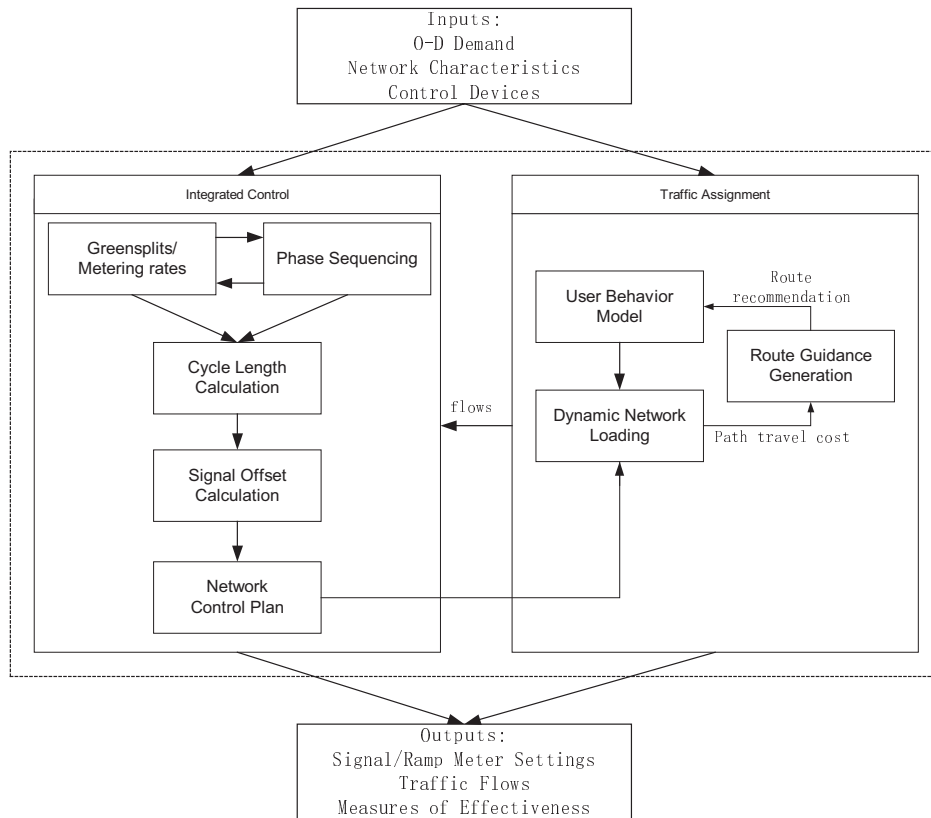 Inputs:
O-D Demand
Network Characteristics
Control Devices
Integrated Control
Greensplits/
Metering rates
Phase Sequencing
Cycle Length
Calculation
Signal Offset
Calculation
Network
Control Plan
flows
Traffic Assignment
User Behavior
Model
Route
recommendation
Route Guidance
Generation
Dynamic Network
Loading
Path travel cost
Outputs:
Signal/Ramp Meter Settings
Traffic Flows
Measures of Effectiveness